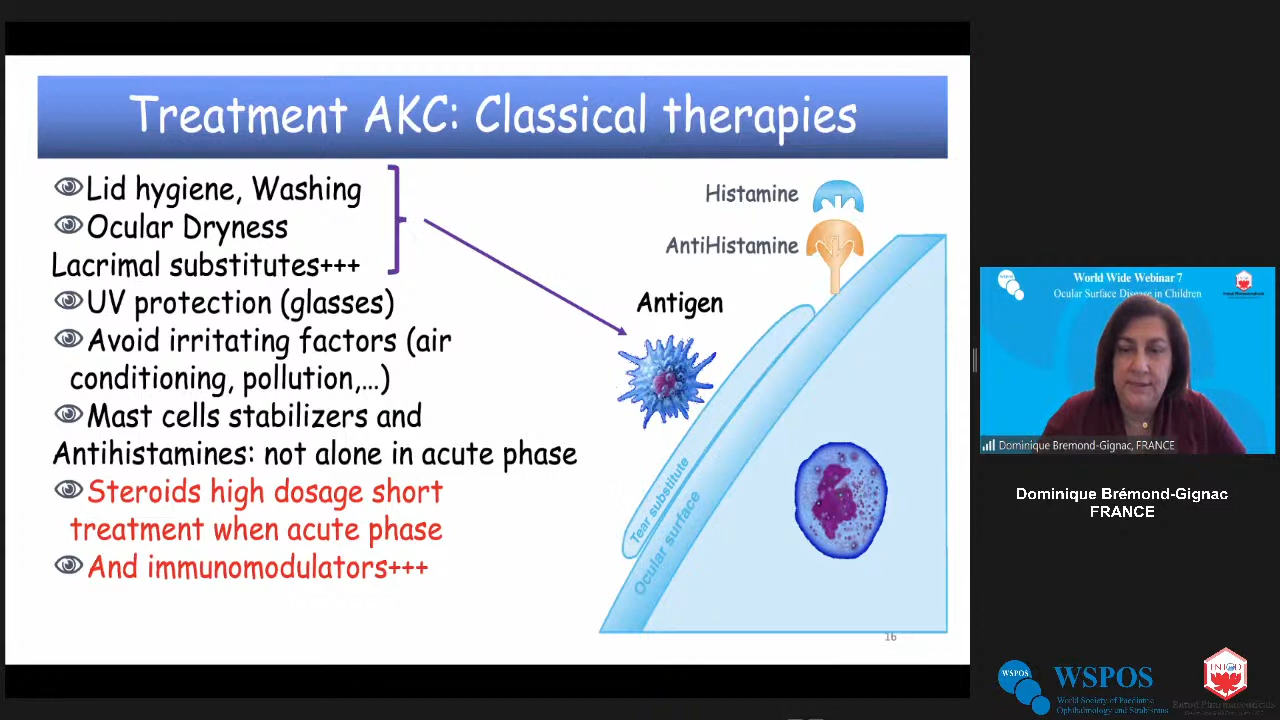 Treatment AKC: Classical therapies
Lid hygiene, Washing
Ocular Dryness
Lacrimal substitutes+++
UV protection (glasses)
Avoid irritating factors (air
conditioning, pollution,...)
Mast cells stabilizers and
Antihistamines: not alone in acute phase
Steroids high dosage short
treatment when acute phase
And immunomodulators+++
Histamine
AntiHistamine
Antigen
Tear substitute
Ocular surface
16
World Wide Webinar 7
Ocular Surface Disease in Children
Dominique Bremond-Gignac, FRANCE
Dominique Brémond-Gignac
FRANCE
WSPOS
WSPOS
World Society of Paediatric
Ophthalmology and Strabismus
Entod Pharmaceuticals